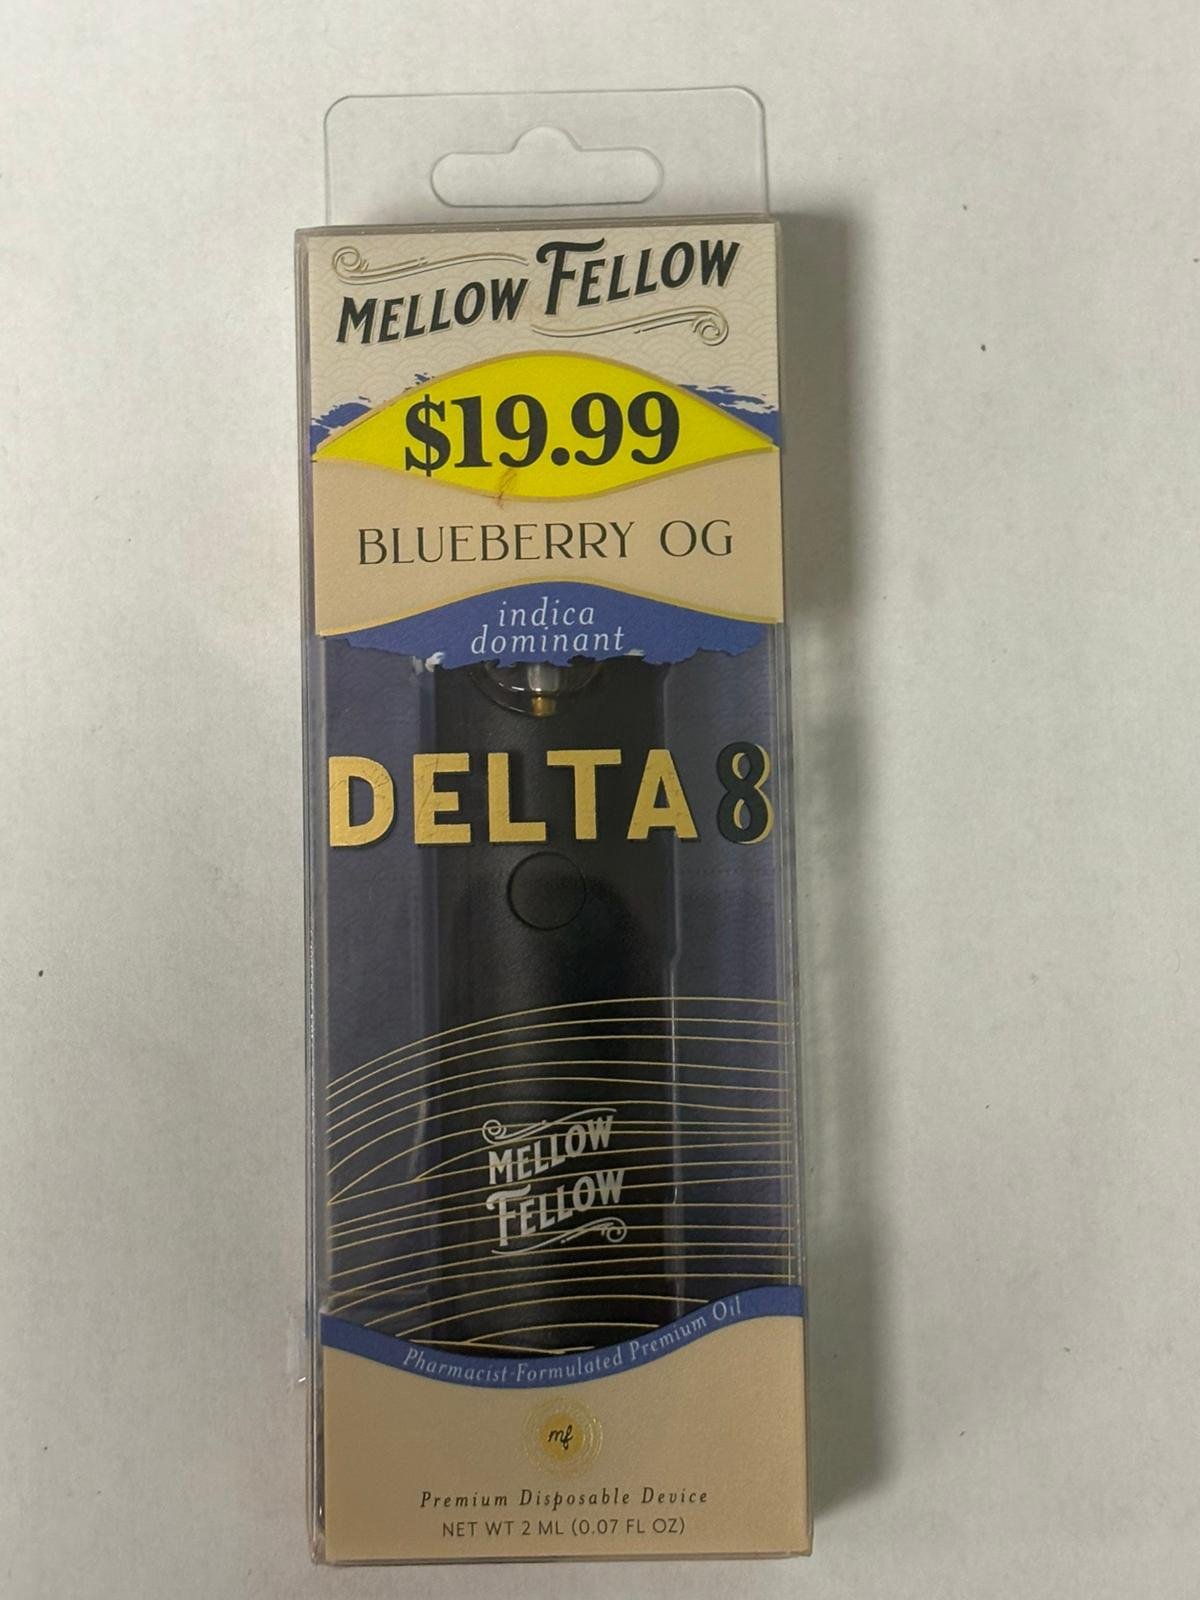 MELLOW FELLOW
$19.99
BLUEBERRY OG
indica
dominant
DELTA 8
MELLOW
FELLOW
Pharmacist-Formulated Premium Oil
mf
Premium Disposable Device
NET WT 2 ML (0.07 FL OZ)